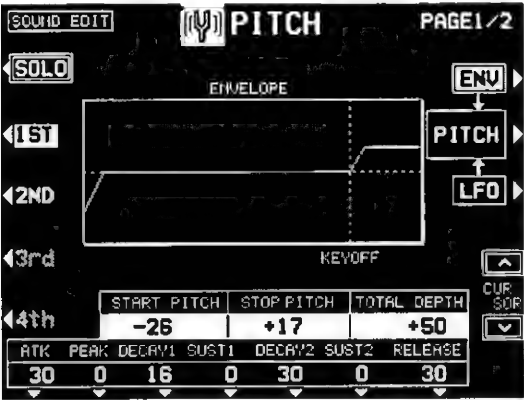 SOUND EDIT PITCH PAGE1/2
SOLO
ENVELOPE
ENV
1ST
PITCH
2ND
LFO
3rd
KEYOFF
CURSOR
START PITCH STOP PITCH TOTAL DEPTH
4th
-26 +17 +50
ATK PEAK DECAY1 SUST1 DECAY2 SUST2 RELEASE
30 0 16 0 30 0 30